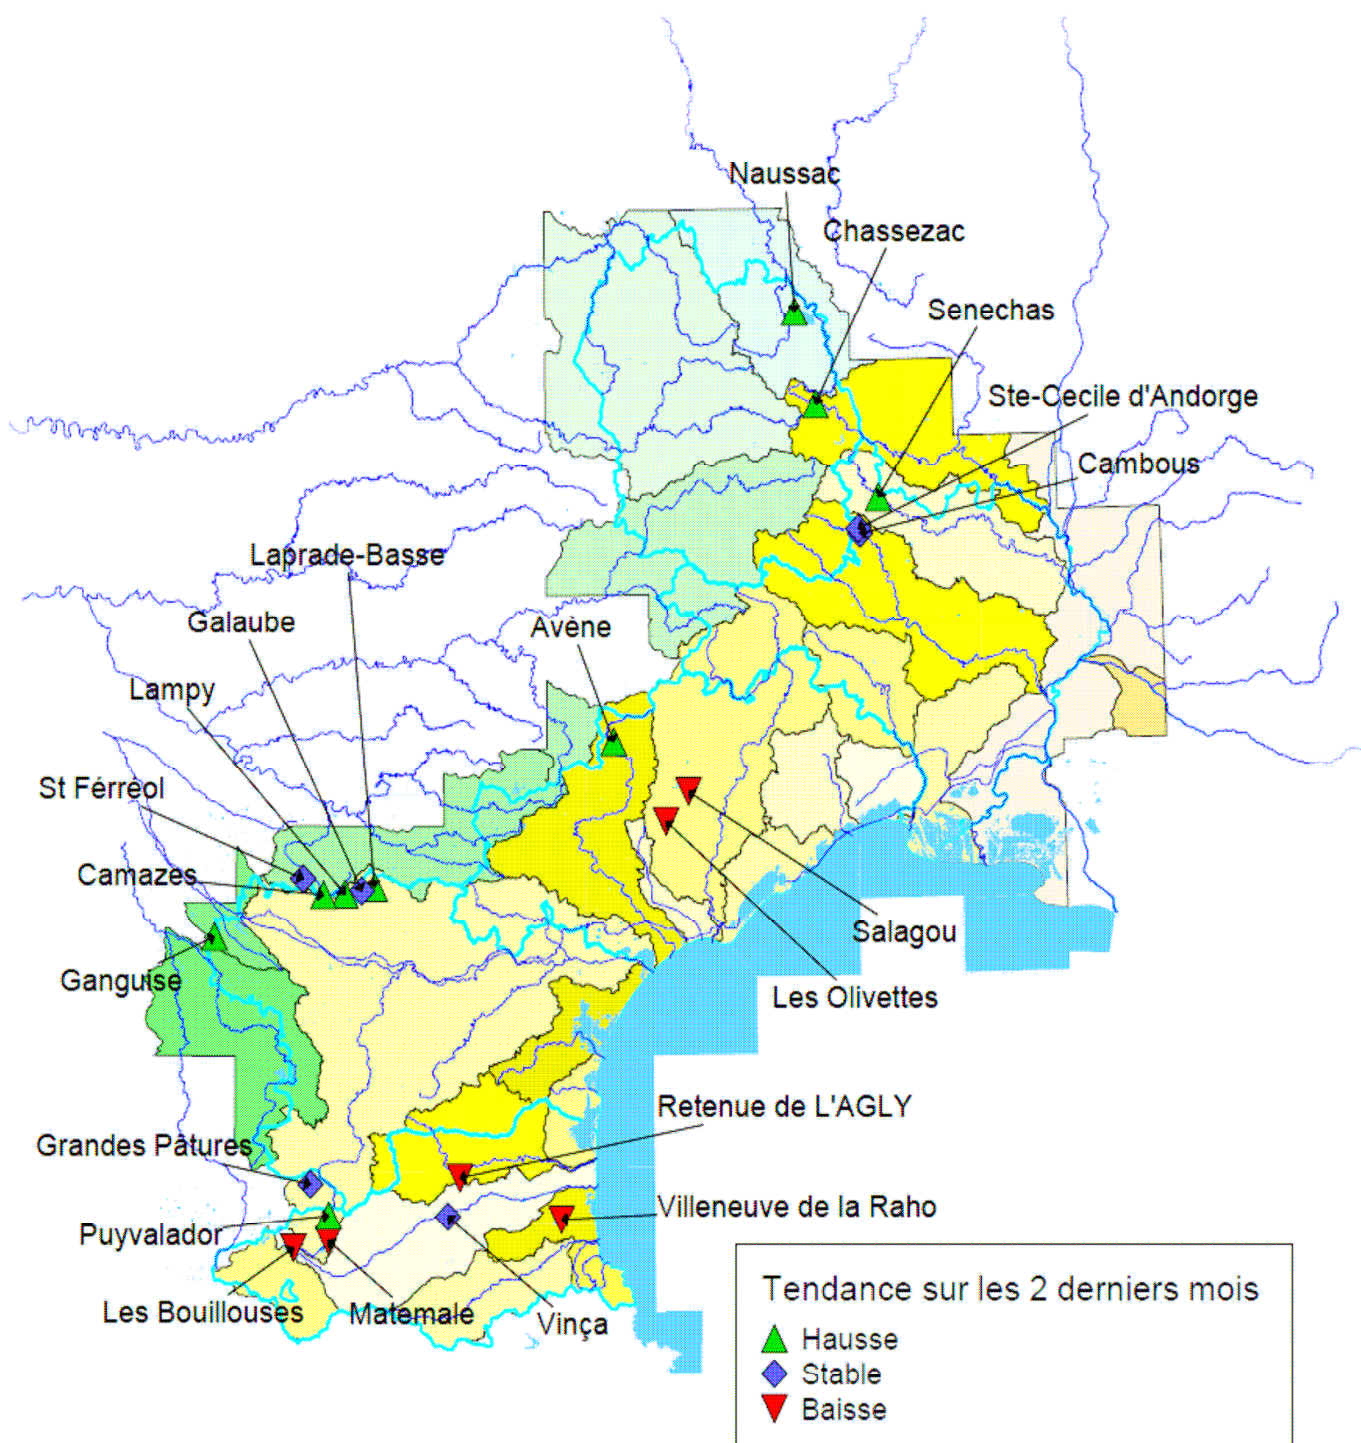 Naussac
Chassezac
Senechas
Ste-Cecile d'Andorge
Cambous
Laprade-Basse
Galaube
Avène
Lampy
St Férréol
Camazes
Salagou
Ganguise
Les Olivettes
Retenue de L'AGLY
Grandes Pâtures
Villeneuve de la Raho
Puyvalador
Les Bouillouses
Matemale
Vinça
Tendance sur les 2 derniers mois
Hausse
Stable
Baisse